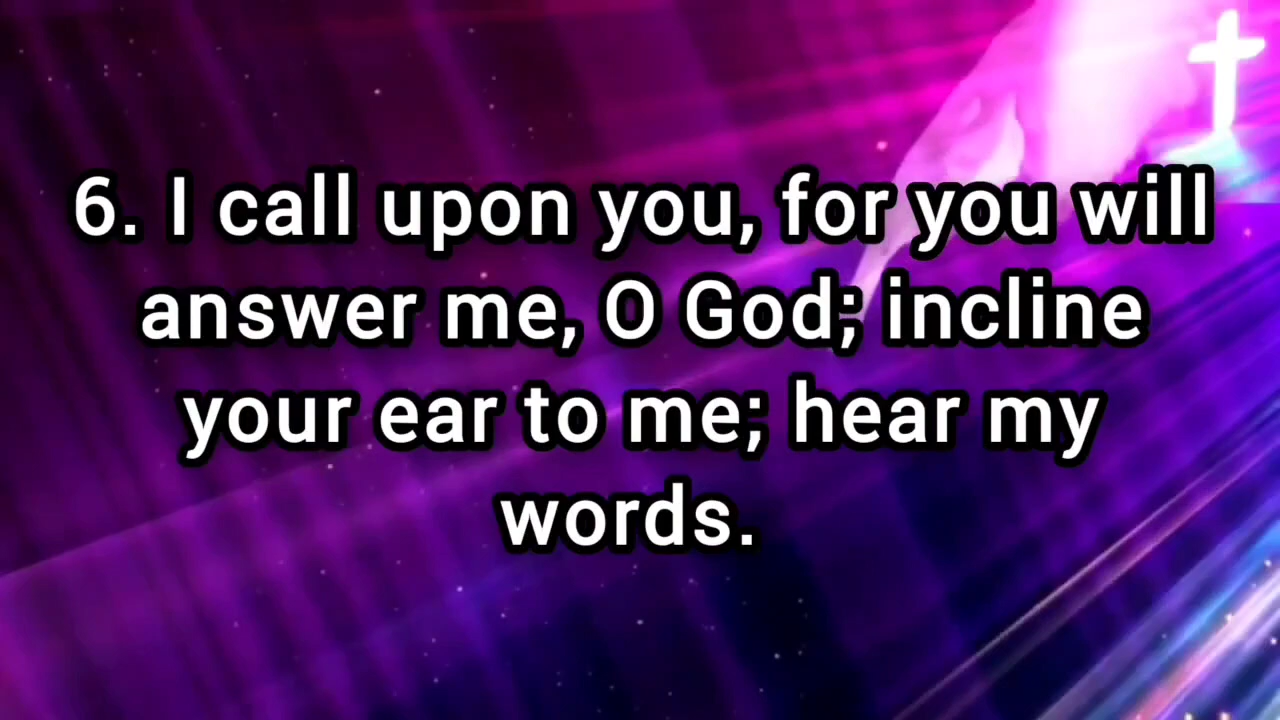 6. I call upon you, for you will
answer me, O God; incline
your ear to me; hear my
words.